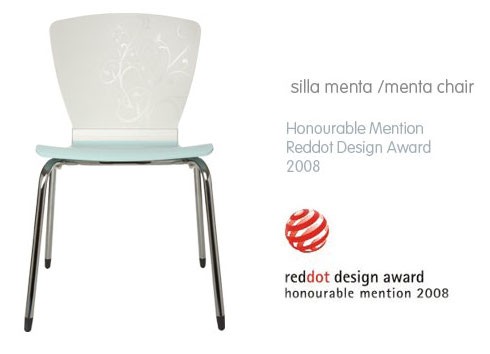 silla menta /menta chair
Honourable Mention
Reddot Design Award
2008
reddot design award
honourable mention 2008